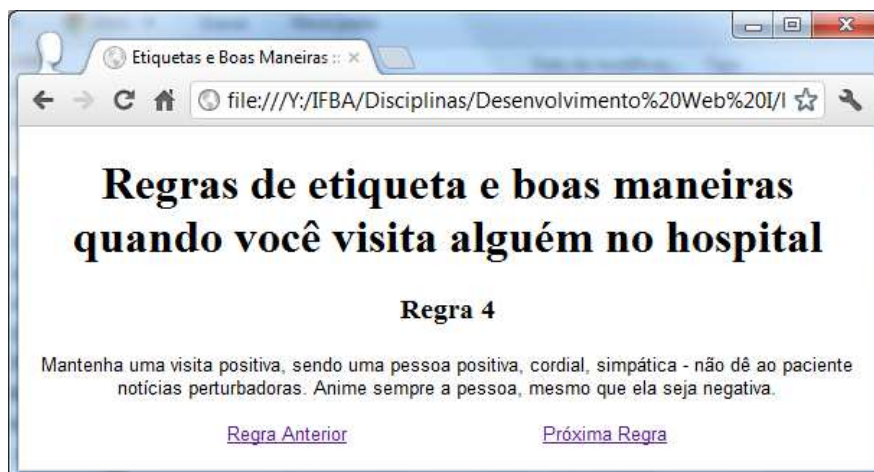 Etiquetas e Boas Maneiras ::
file:///Y:/IFBA/Disciplinas/Desenvolvimento%20Web%20I/I
Regras de etiqueta e boas maneiras
quando você visita alguém no hospital
Regra 4
Mantenha uma visita positiva, sendo uma pessoa positiva, cordial, simpática - não dê ao paciente
notícias perturbadoras. Anime sempre a pessoa, mesmo que ela seja negativa.
Regra Anterior Próxima Regra